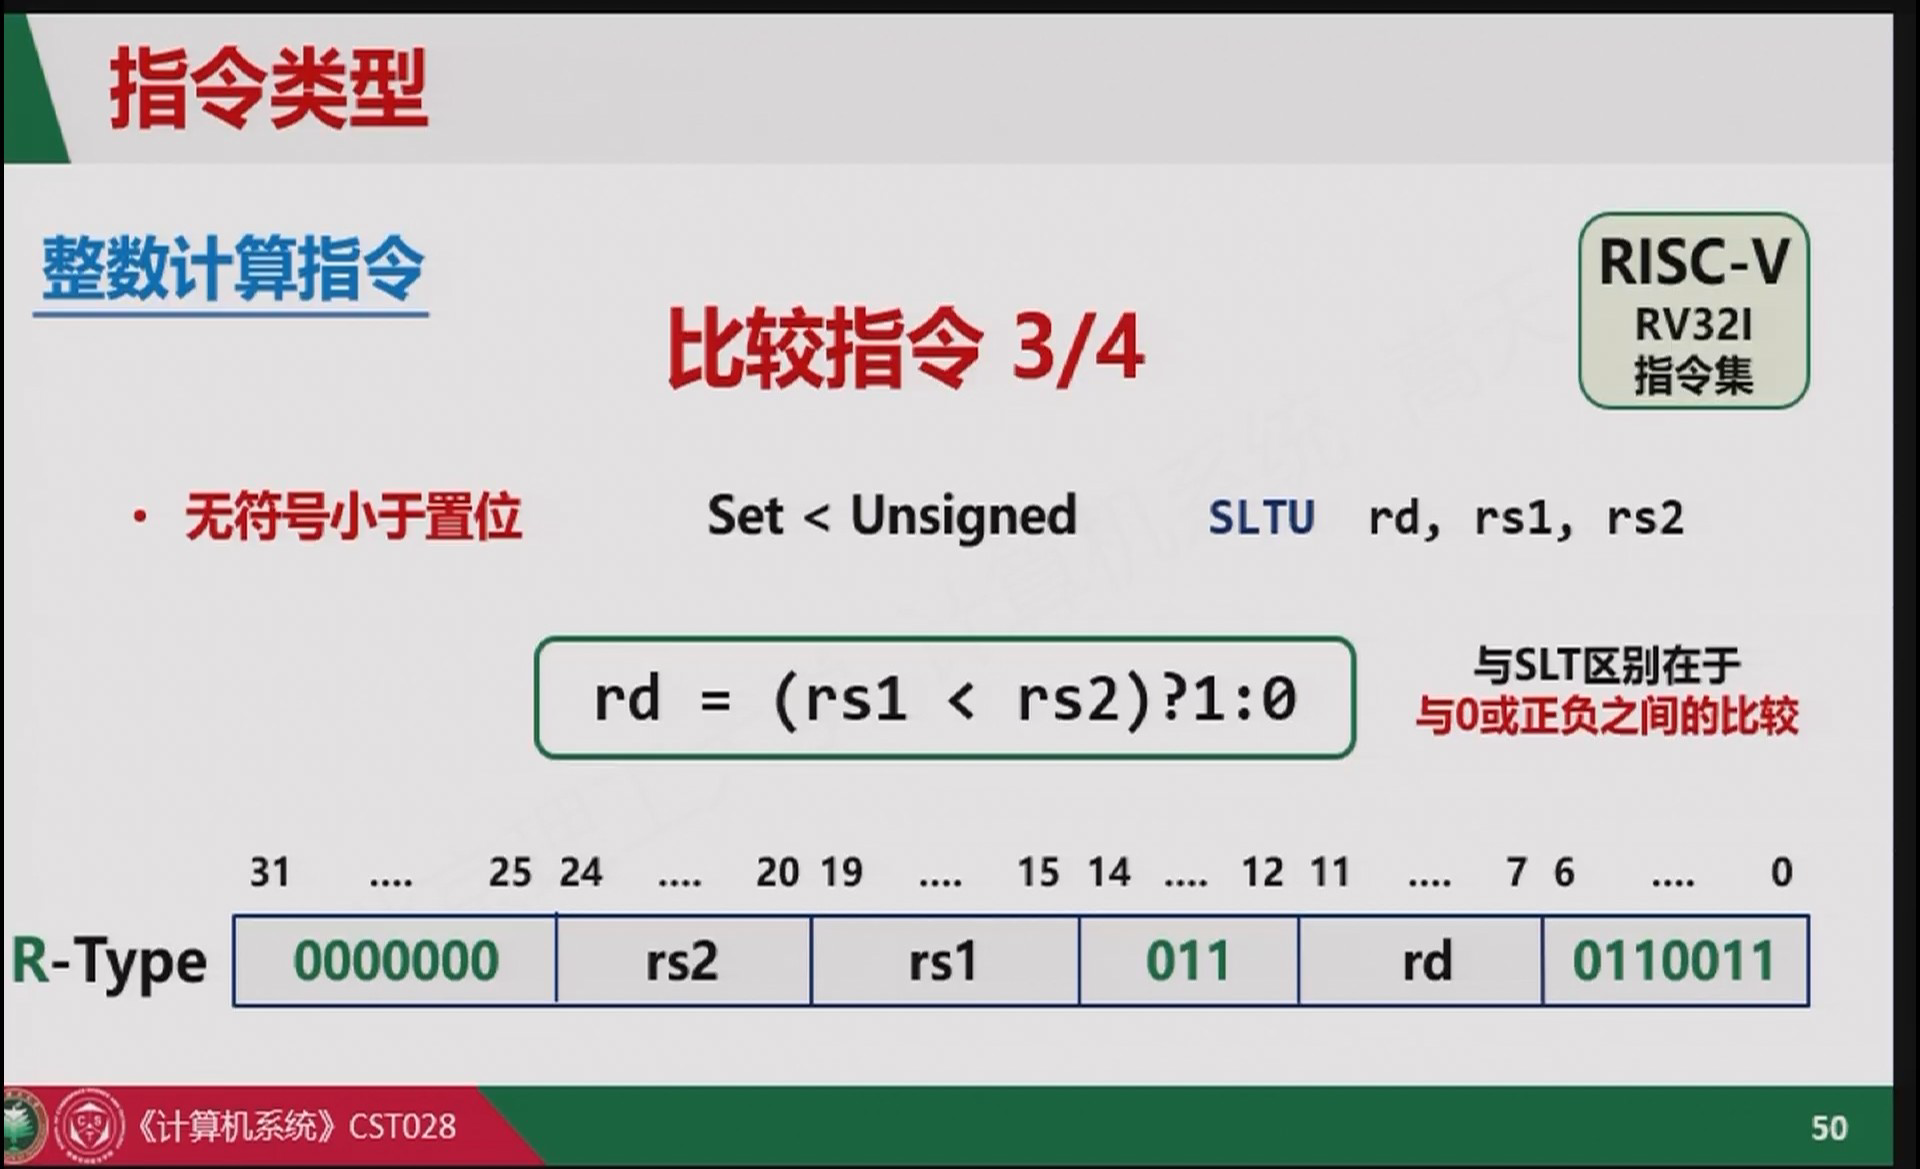 指令类型
整数计算指令
RISC-V
RV32I
指令集
比较指令 3/4
• 无符号小于置位 Set < Unsigned SLTU rd, rs1, rs2
rd = (rs1 < rs2)?1:0
与SLT区别在于
与0或正负之间的比较
31 .... 25 24 .... 20 19 .... 15 14 .... 12 11 .... 7 6 .... 0
R-Type 0000000 rs2 rs1 011 rd 0110011
《计算机系统》CST028
50